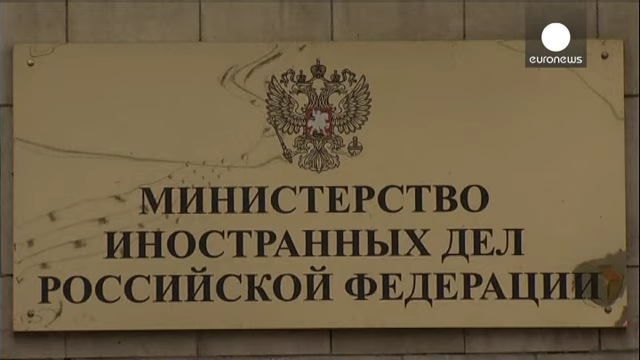 euronews
МИНИСТЕРСТВО
ИНОСТРАННЫХ ДЕЛ
РОССИЙСКОЙ ФЕДЕРАЦИИ